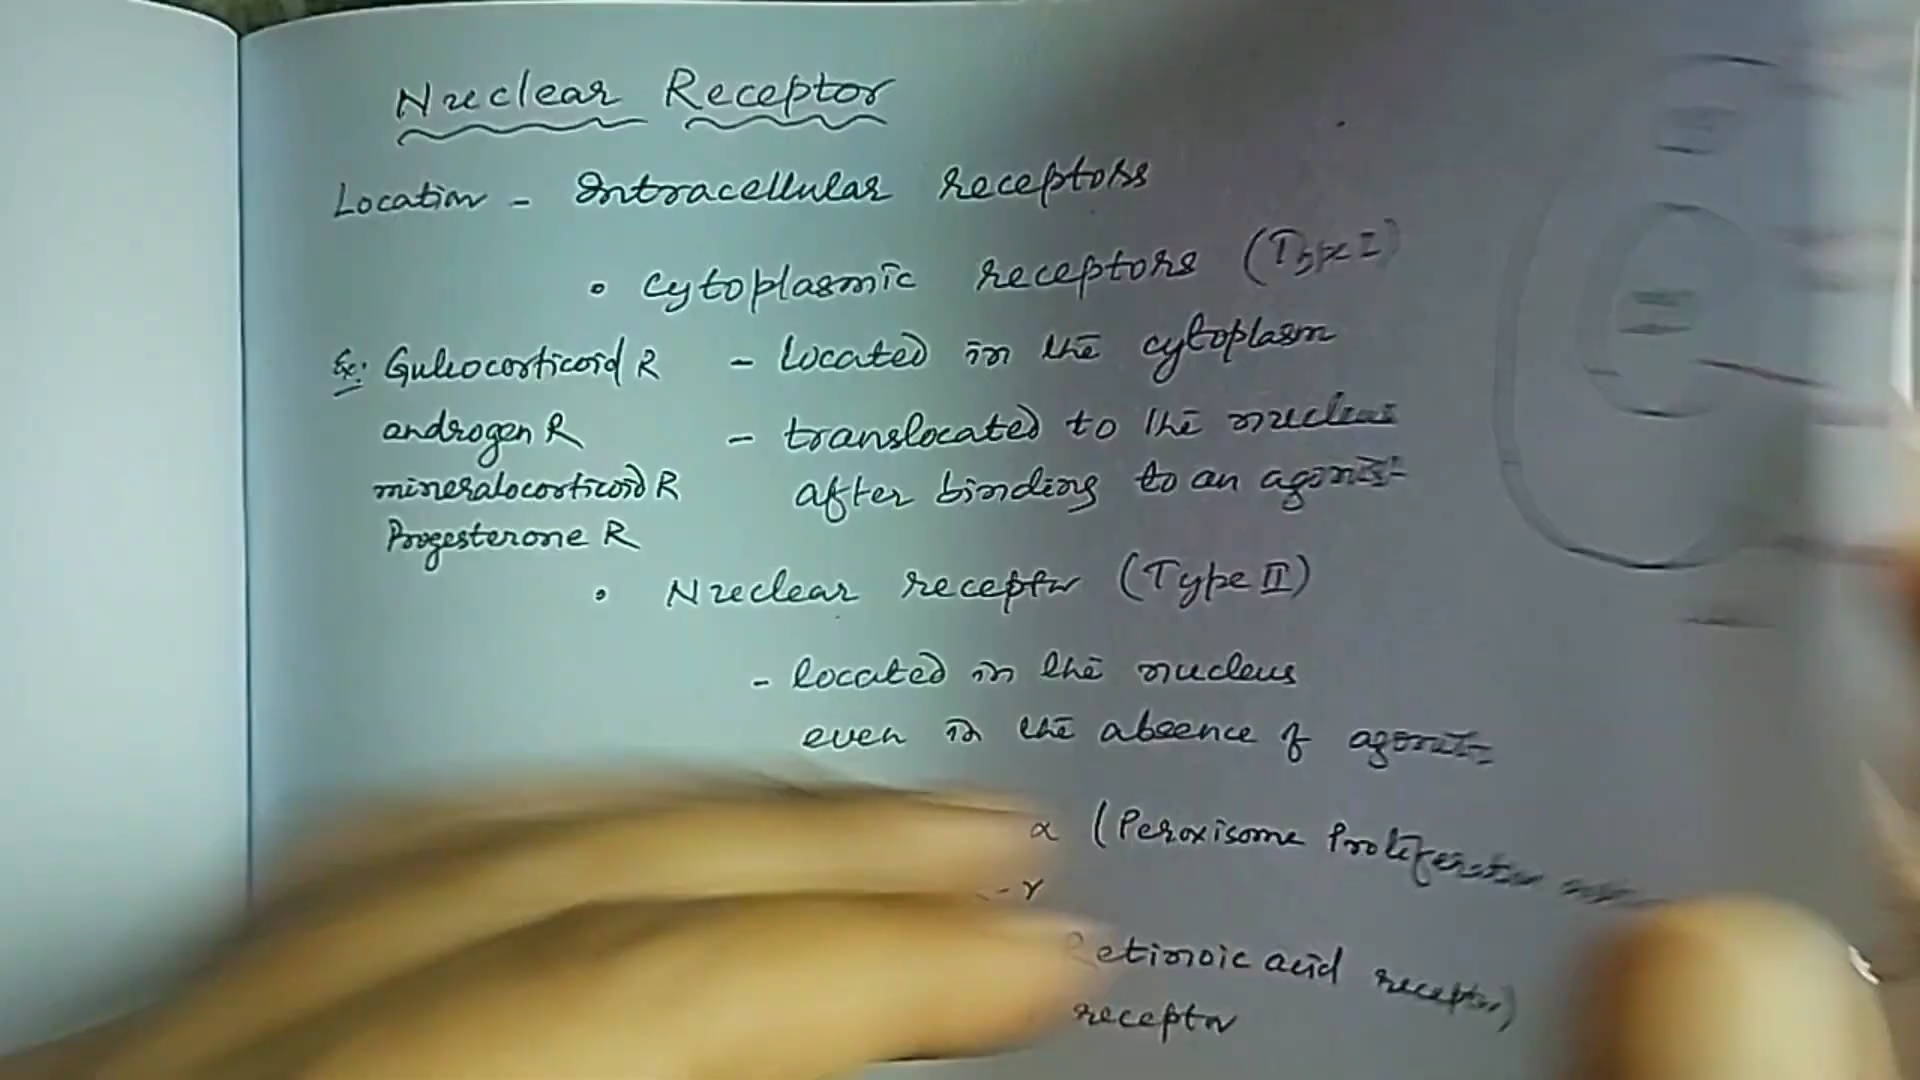 Nuclear Receptor
Location - Intracellular receptors
• Cytoplasmic receptors (Type I)
Ex: Gulcocorticoid R - Located in the cytoplasm
androgen R - translocated to the nucleus
mineralocorticoid R after binding to an agonist
Progesterone R
• Nuclear receptor (Type II)
- located in the nucleus
even in the absence of agonist
α (Peroxisome Proliferation
- γ
Retinoic acid receptor)
receptor